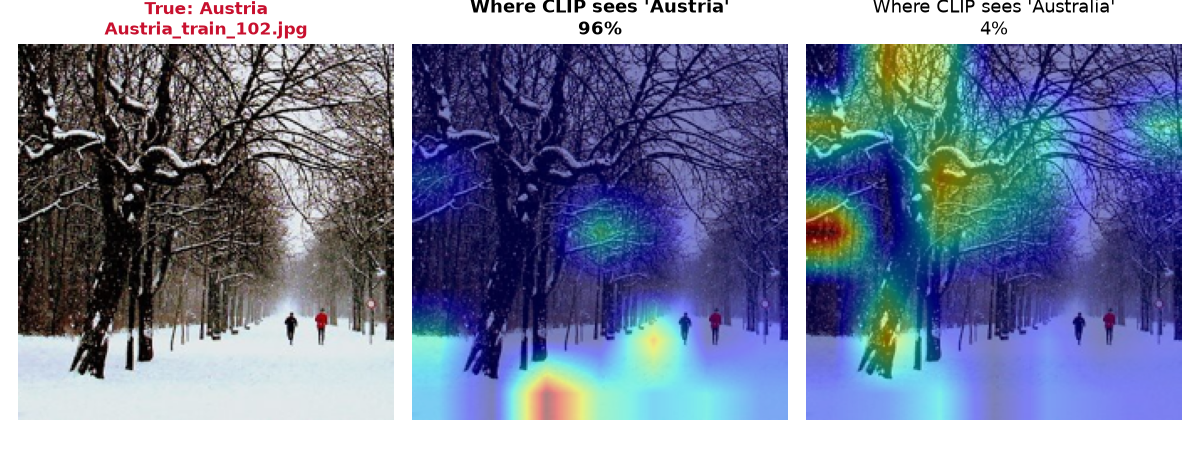 True: Austria
Austria_train_102.jpg
Where CLIP sees 'Austria'
96%
Where CLIP sees 'Australia'
4%